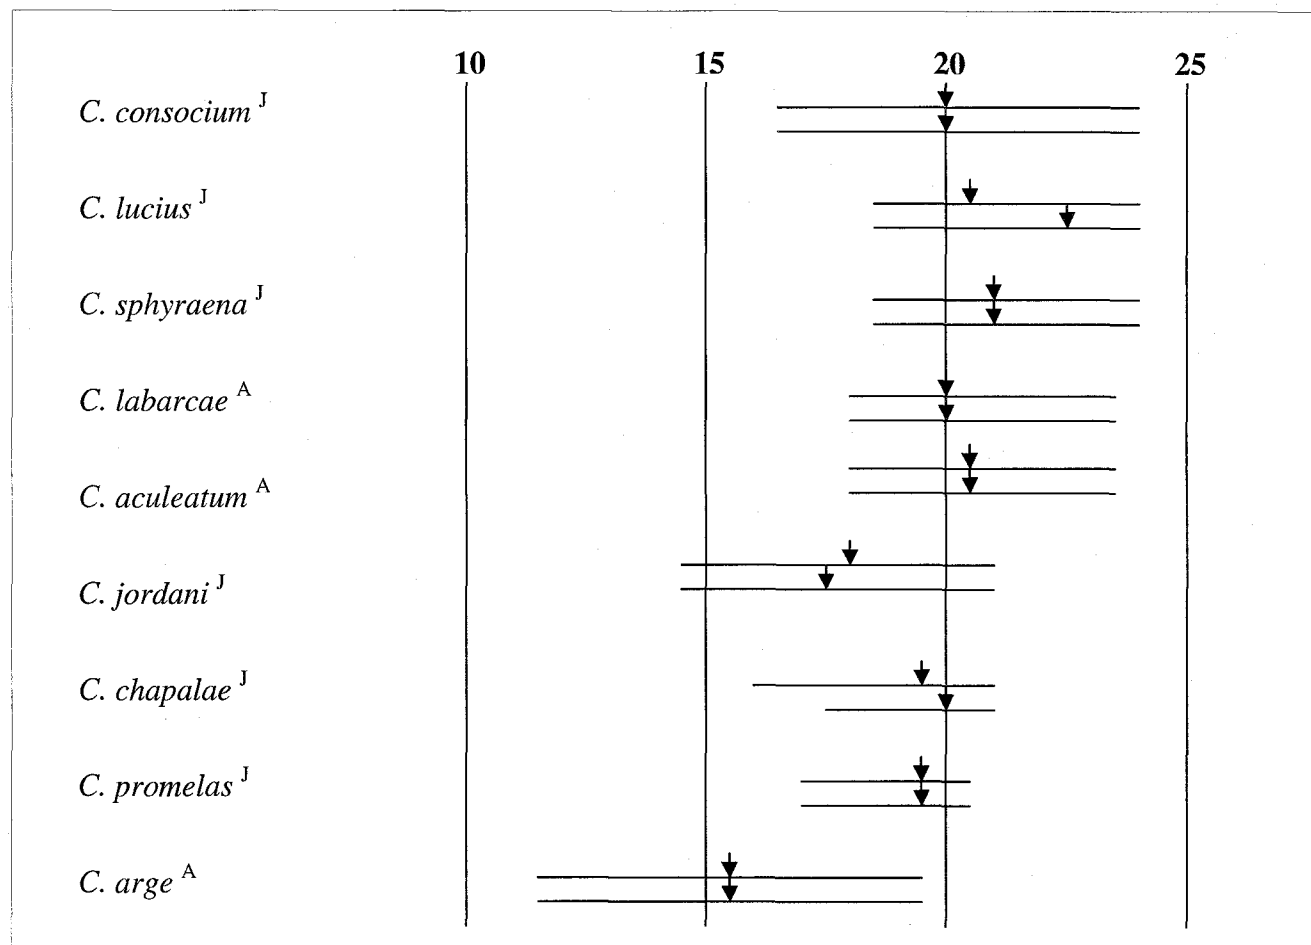 10 15 20 25
C. consocium J
C. lucius J
C. sphyraena J
C. labarcae A
C. aculeatum A
C. jordani J
C. chapalae J
C. promelas J
C. arge A